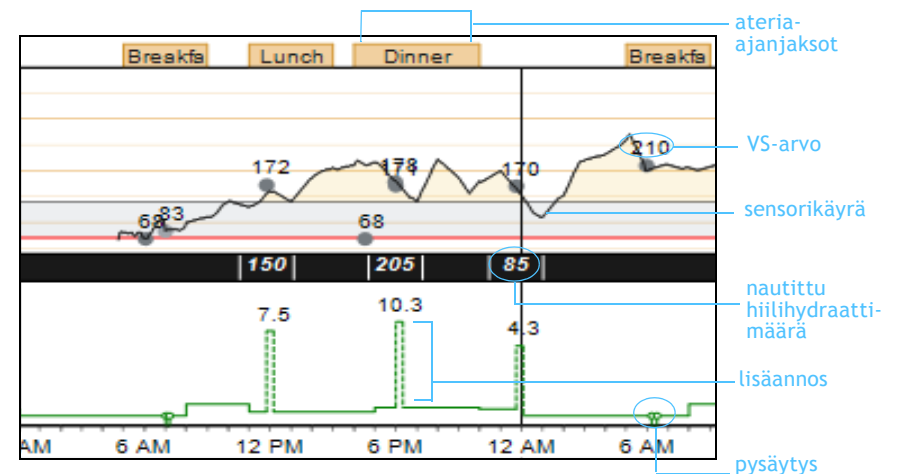 ateria-
ajanjaksot
Breakfa Lunch Dinner Breakfa
VS-arvo
172 170 210
68 83 68
sensorikäyrä
150 205 85
nautittu
hiilihydraatti-
määrä
7.5 10.3 4.3
lisäannos
AM 6 AM 12 PM 6 PM 12 AM 6 AM
pysäytys